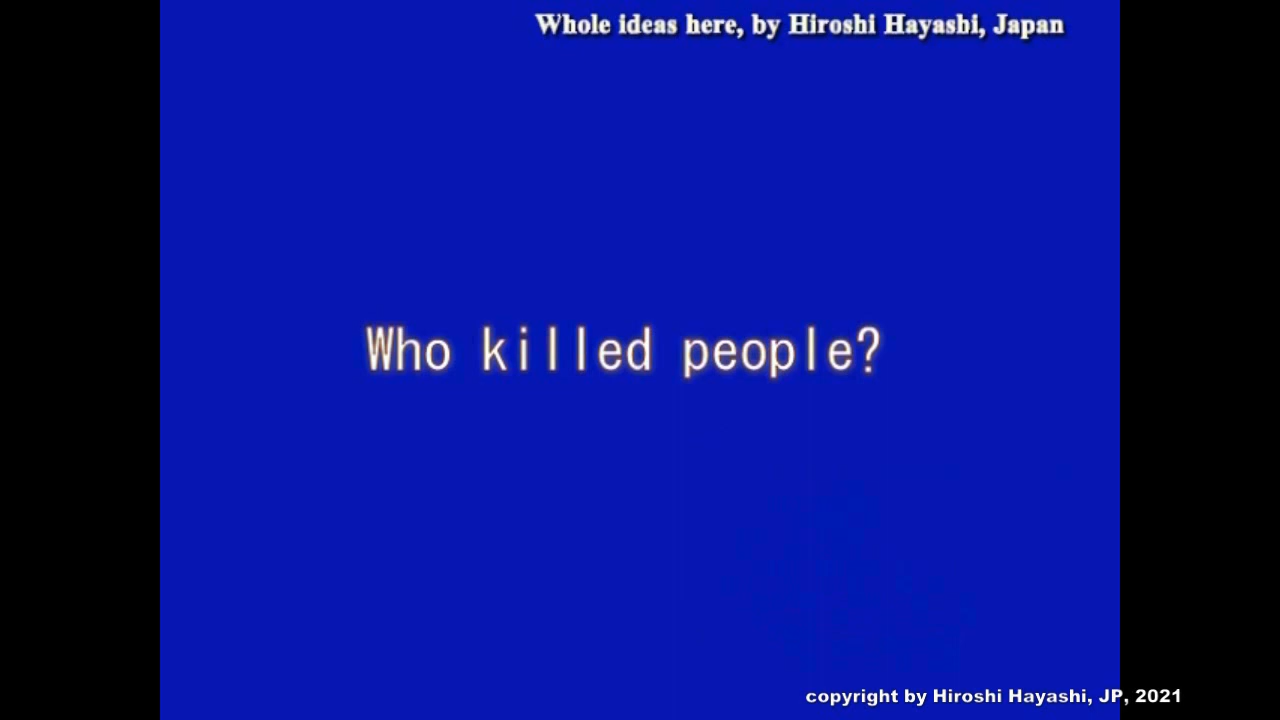 Whole ideas here, by Hiroshi Hayashi, Japan
Who killed people?
copyright by Hiroshi Hayashi, JP, 2021